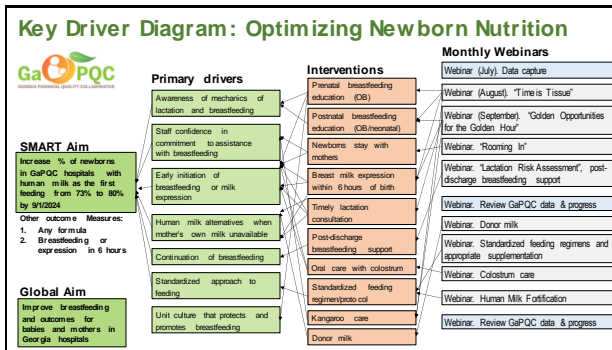 Key Driver Diagram: Optimizing Newborn Nutrition
GaOPQC
GEORGIA PERINATAL QUALITY COLLABORATIVE
SMART Aim
Increase % of newborns
in GaPQC hospitals with
human milk as the first
feeding from 73% to 80%
by 9/1/2024
Other outcome Measures:
1. Any formula
2. Breastfeeding or
expression in 6 hours
Global Aim
Improve breastfeeding
and outcomes for
babies and mothers in
Georgia hospitals
Primary drivers
Awareness of mechanics of
lactation and breastfeeding
Staff confidence in
commitment to assistance
with breastfeeding
Early initiation of
breastfeeding or milk
expression
Human milk alternatives when
mother's own milk unavailable
Continuation of breastfeeding
Standardized approach to
feeding
Unit culture that protects and
promotes breastfeeding
Interventions
Prenatal breastfeeding
education (OB)
Postnatal breastfeeding
education (OB/neonatal)
Newborns stay with
mothers
Breast milk expression
within 6 hours of birth
Timely lactation
consultation
Post-discharge
breastfeeding support
Oral care with colostrum
Standardized feeding
regimen/protocol
Kangaroo care
Donor milk
Monthly Webinars
Webinar (July). Data capture
Webinar (August). "Time is Tissue"
Webinar (September). "Golden Opportunities
for the Golden Hour"
Webinar. "Rooming In"
Webinar. "Lactation Risk Assessment", post-
discharge breastfeeding support
Webinar. Review GaPQC data & progress
Webinar. Donor milk
Webinar. Standardized feeding regimens and
appropriate supplementation
Webinar. Colostrum care
Webinar. Human Milk Fortification
Webinar. Review GaPQC data & progress